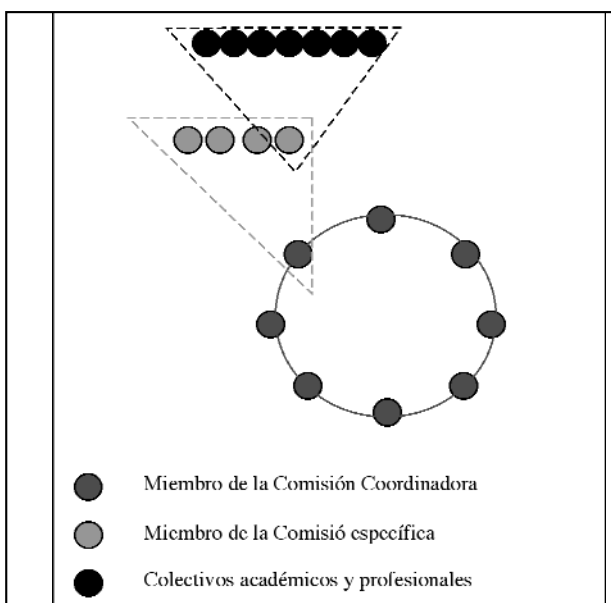 Miembro de la Comisión Coordinadora
Miembro de la Comisió específica
Colectivos académicos y profesionales